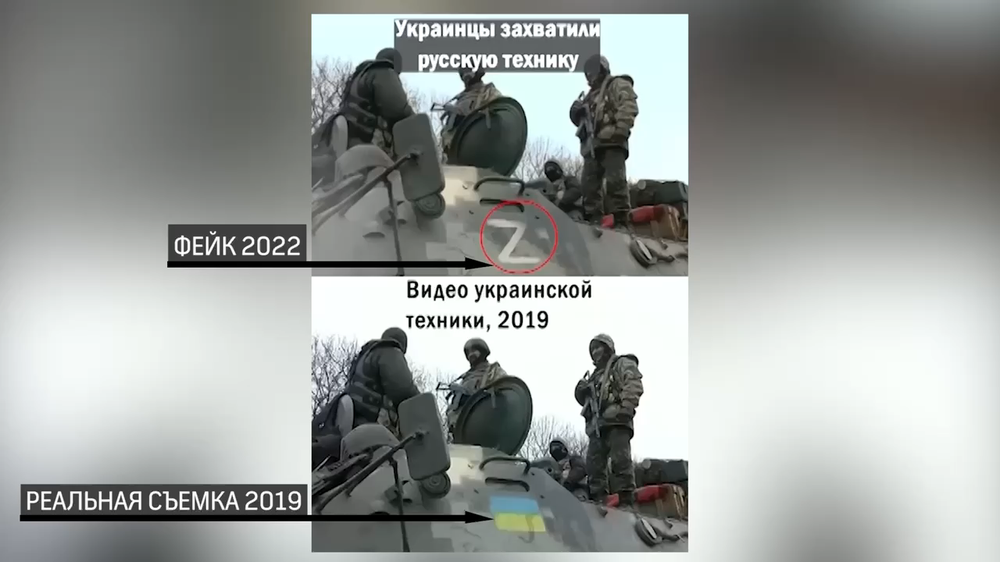 Украинцы захватили
русскую технику
Z
ФЕЙК 2022
Видео украинской
техники, 2019
РЕАЛЬНАЯ СЪЕМКА 2019